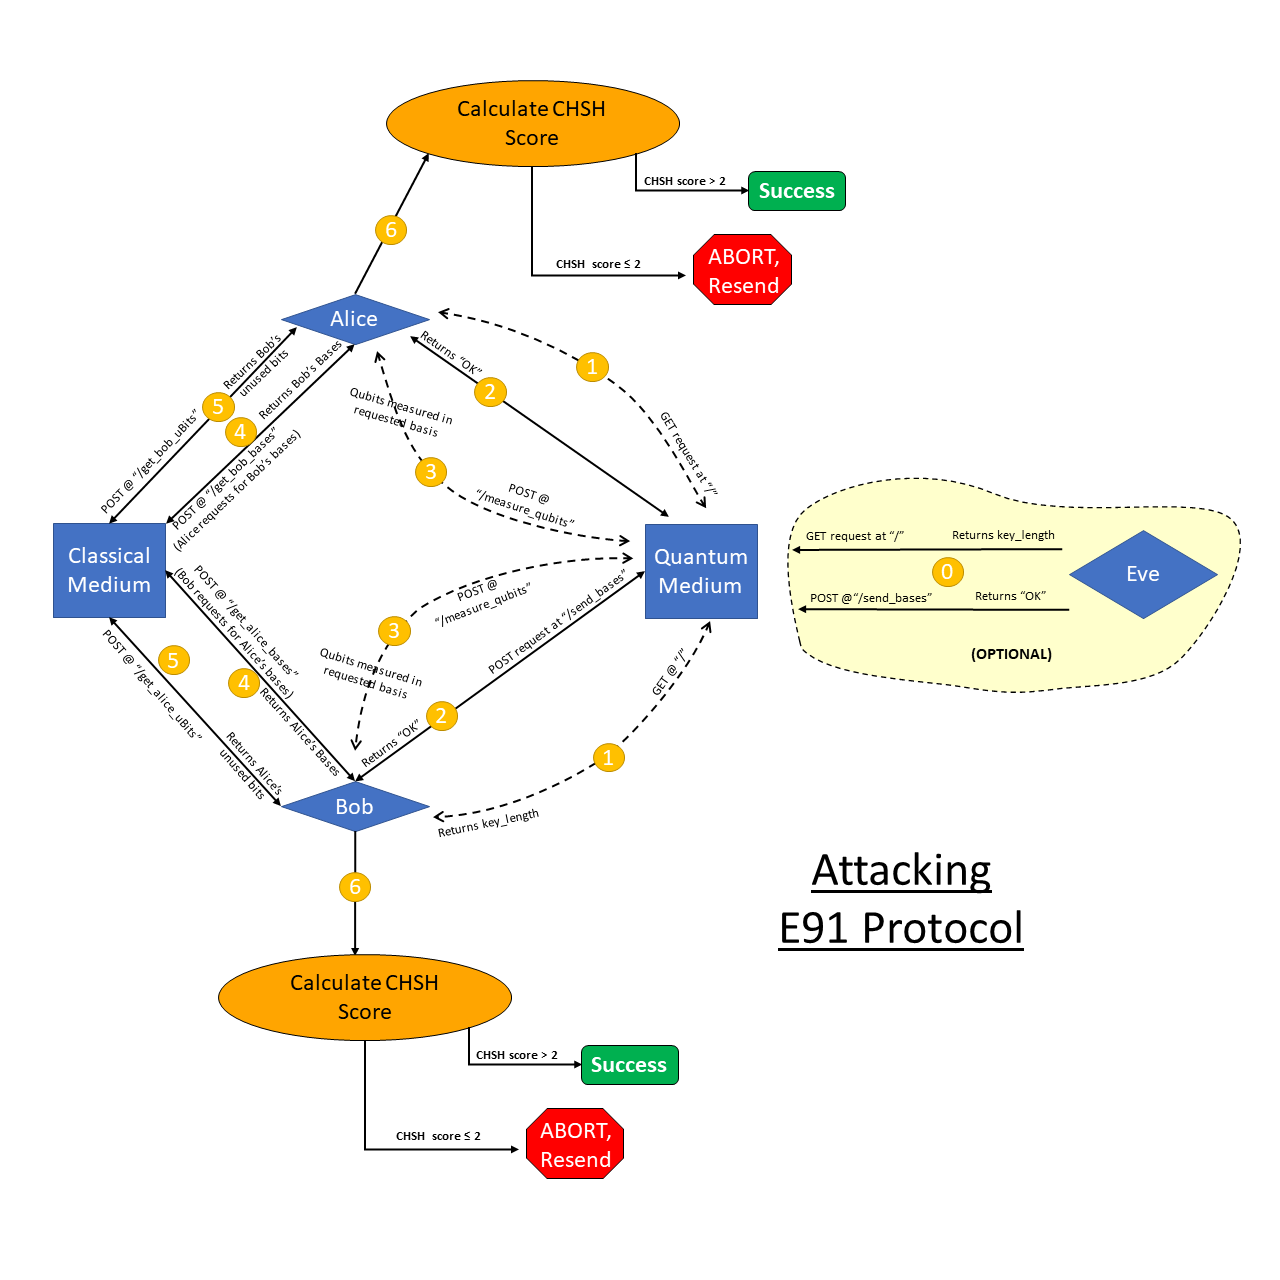 Calculate CHSH
Score
CHSH score > 2
Success
CHSH  score ≤ 2
ABORT,
Resend
6
Alice
Returns Bob's
unused bits
5
POST @ "/get_bob_uBits"
Returns Bob's Bases
4
POST @ "/get_bob_bases"
(Alice requests for Bob's bases)
Returns "OK"
2
1
GET request at "/"
Qubits measured in
requested basis
3
POST @
"/measure_qubits"
Classical
Medium
Quantum
Medium
GET request at "/"
Returns key_length
0
POST @"/send_bases"
Returns "OK"
Eve
(OPTIONAL)
POST @ "/get_alice_bases"
(Bob requests for Alice's bases)
4
Returns Alice's Bases
5
POST @ "/get_alice_uBits"
Returns Alice's
unused bits
POST @
"/measure_qubits"
3
Qubits measured in
requested basis
POST request at "/send_bases"
2
Returns "OK"
GET @ "/"
1
Returns key_length
Bob
6
Attacking
E91 Protocol
Calculate CHSH
Score
CHSH score > 2
Success
CHSH  score ≤ 2
ABORT,
Resend